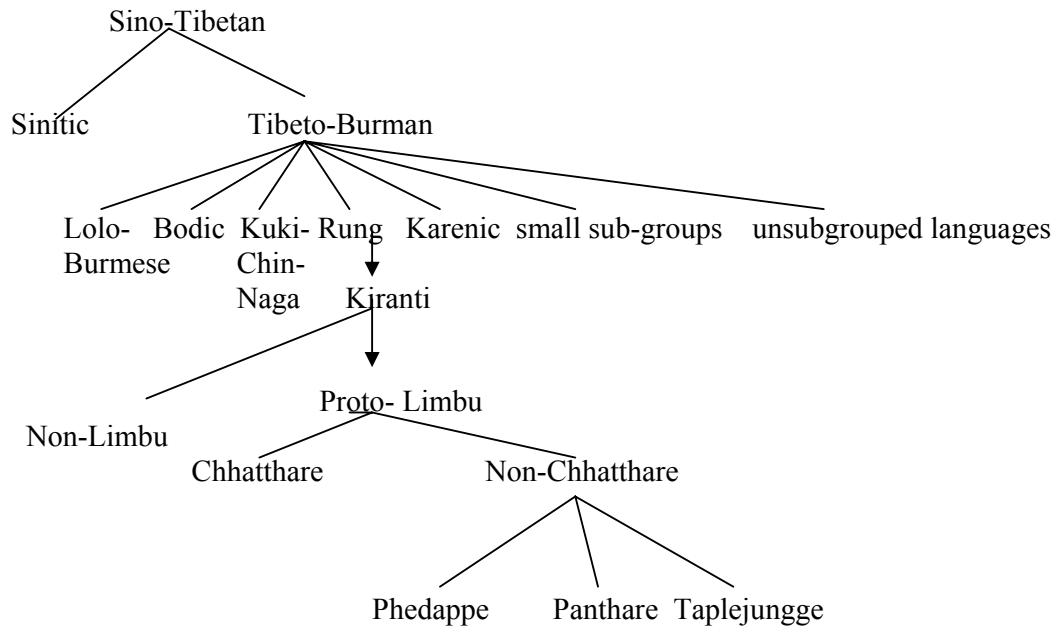 Sino-Tibetan
Sinitic Tibeto-Burman
Lolo- Bodic Kuki- Rung Karenic small sub-groups unsubgrouped languages
Burmese Chin-
Naga Kiranti
Proto- Limbu
Non-Limbu
Chhatthare Non-Chhatthare
Phedappe Panthare Taplejungge